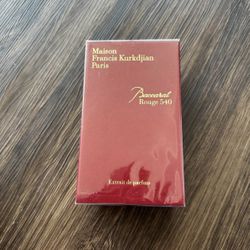 Maison
Francis Kurkdjian
Paris
Baccarat
Rouge 540
Extrait de parfum